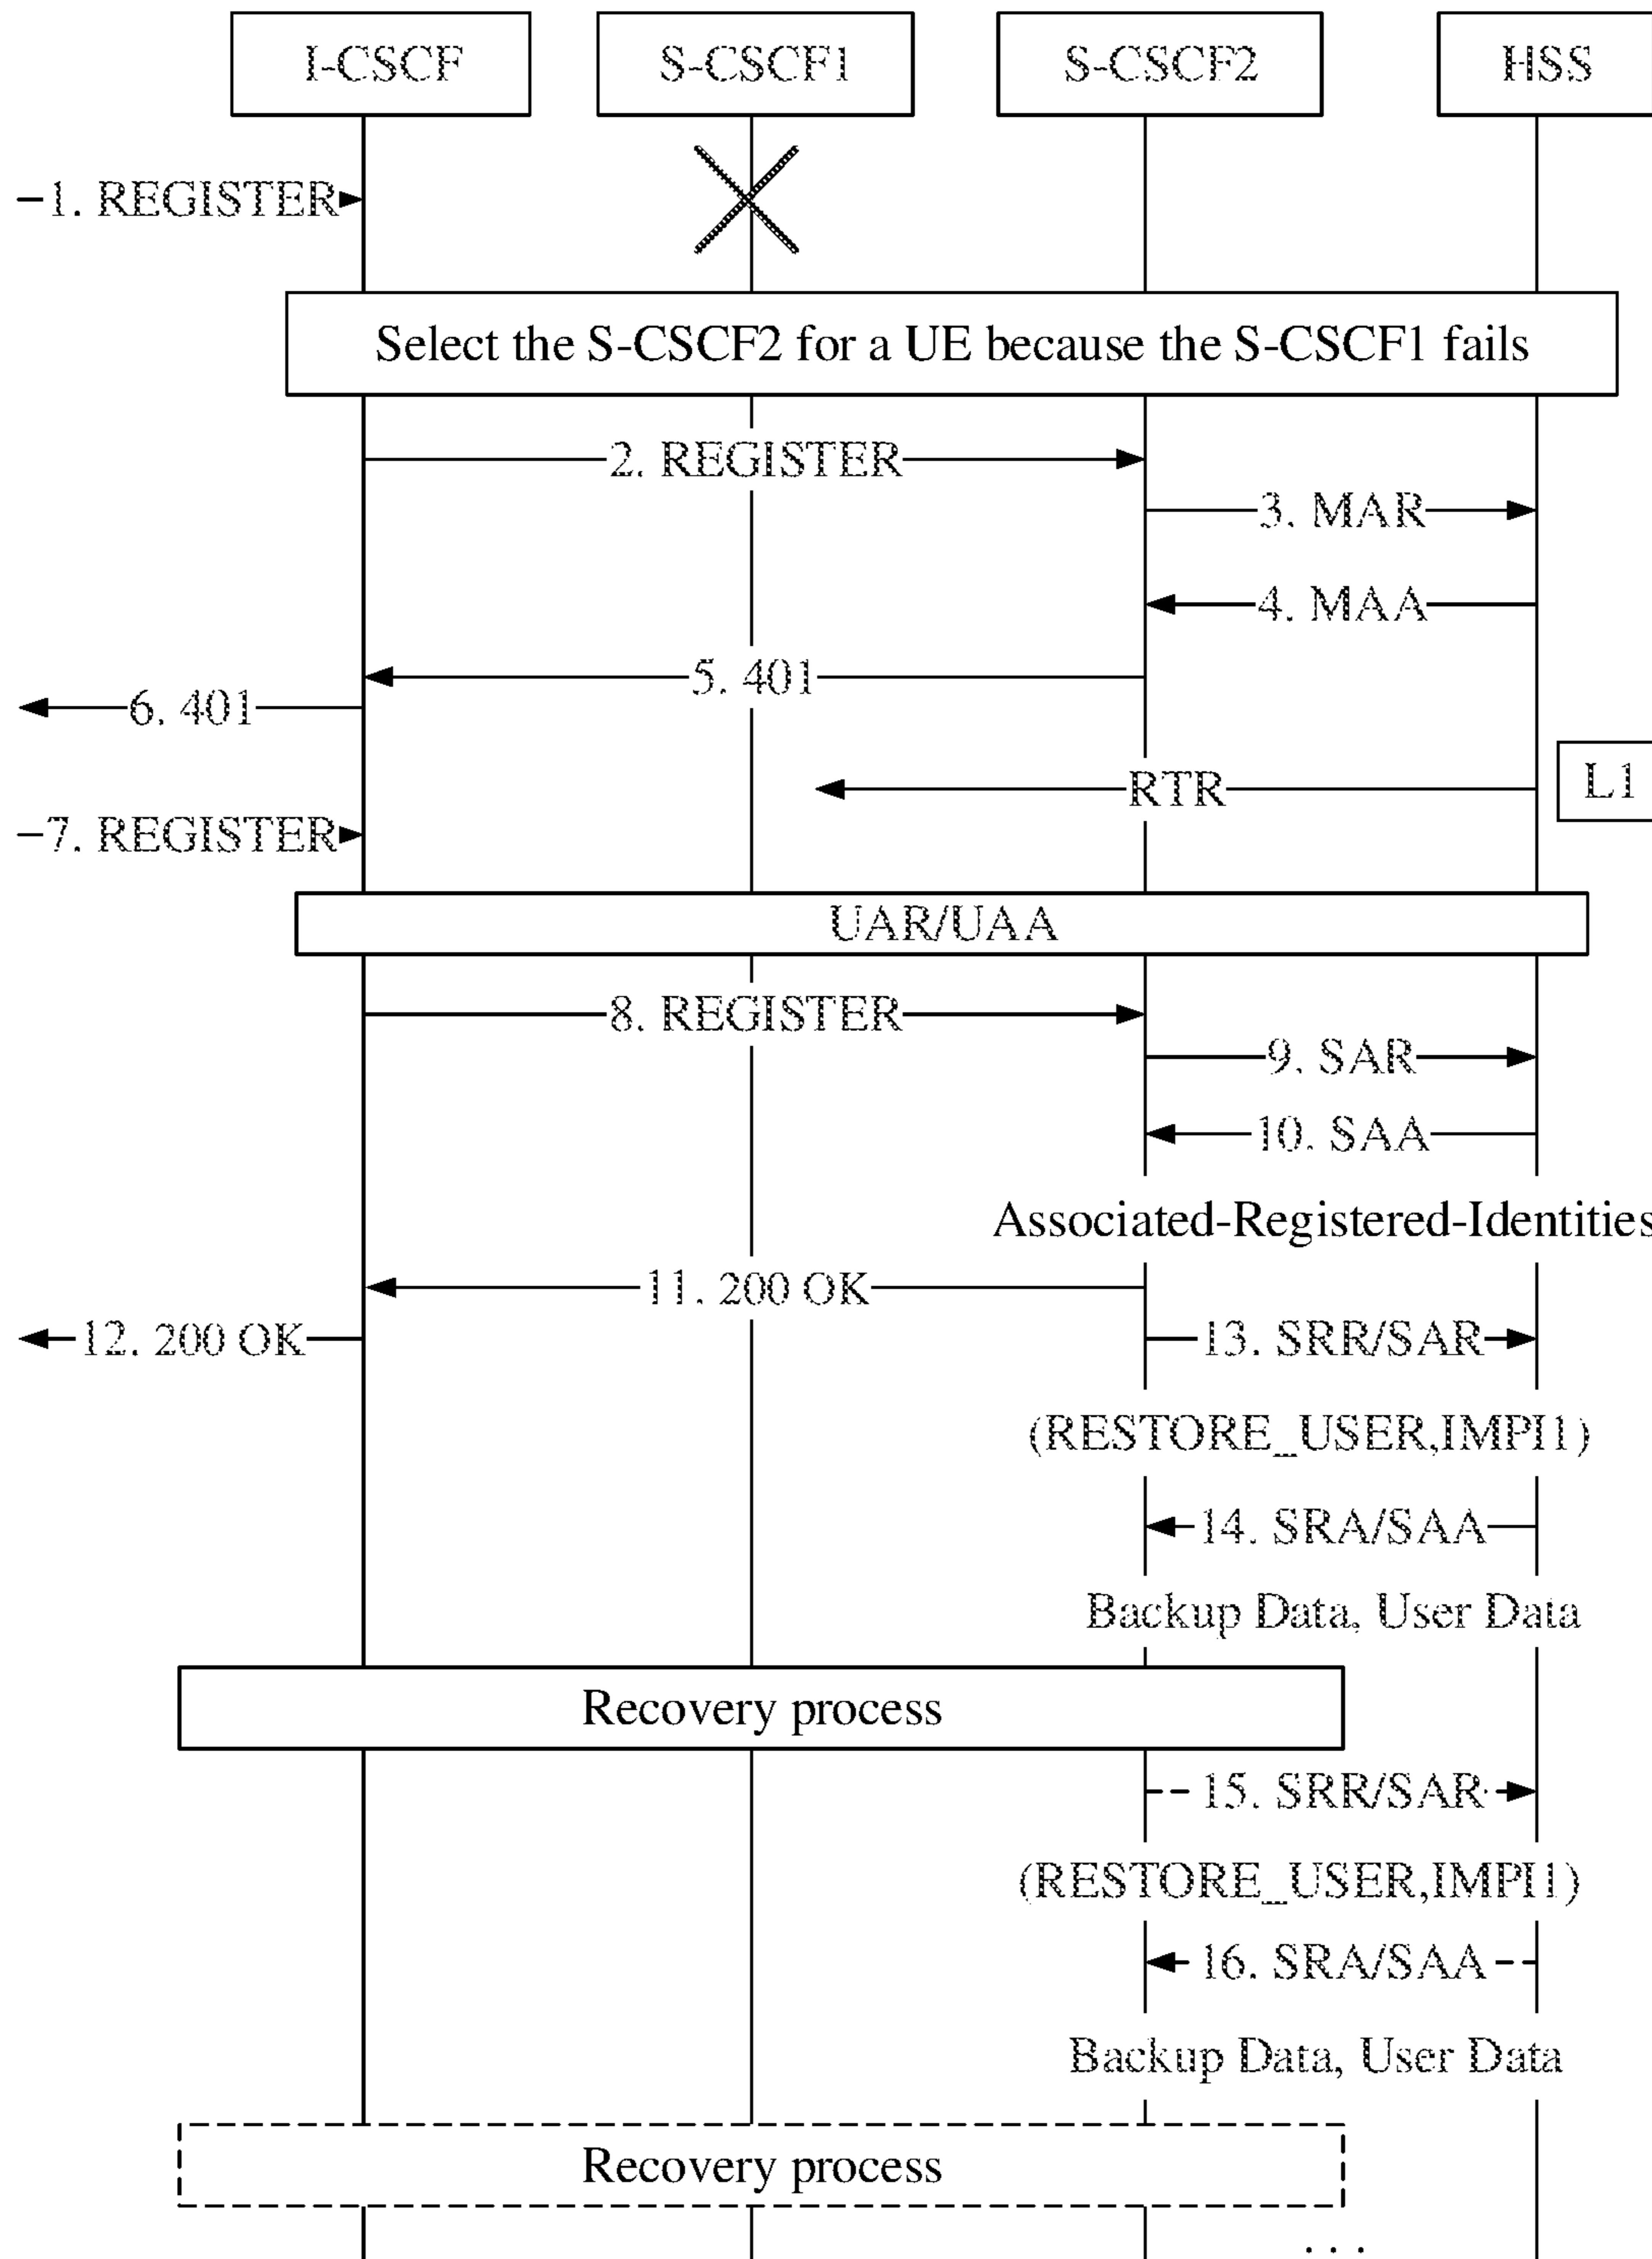 I-CSCF S-CSCF1 S-CSCF2 HSS
1. REGISTER
Select the S-CSCF2 for a UE because the S-CSCF1 fails
2. REGISTER
3. MAR
4. MAA
5. 401
6. 401
RTR
L1
7. REGISTER
UAR/UAA
8. REGISTER
9. SAR
10. SAA
Associated-Registered-Identities
11. 200 OK
12. 200 OK
13. SRR/SAR
(RESTORE_USER,IMPI1)
14. SRA/SAA
Backup Data, User Data
Recovery process
15. SRR/SAR
(RESTORE_USER,IMPI1)
16. SRA/SAA
Backup Data, User Data
Recovery process
. . .